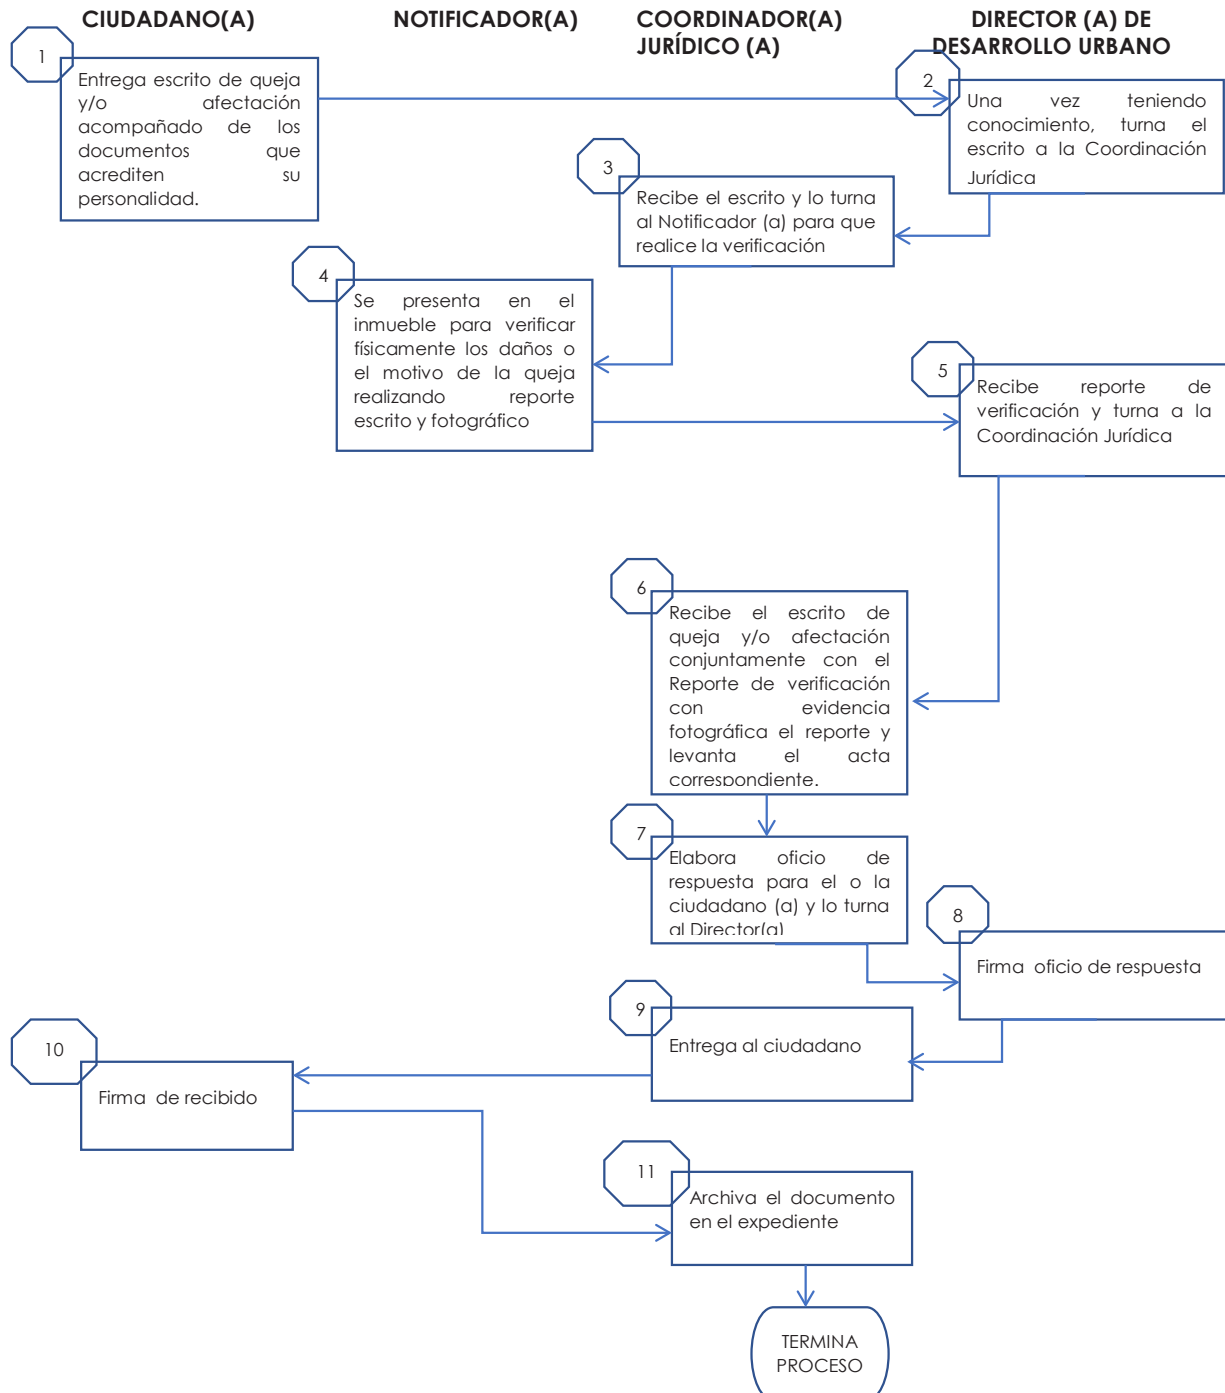 CIUDADANO(A)
NOTIFICADOR(A)
COORDINADOR(A)
JURÍDICO (A)
DIRECTOR (A) DE
DESARROLLO URBANO
1
Entrega escrito de queja
y/o afectación
acompañado de los
documentos que
acrediten su
personalidad.
2
Una vez teniendo
conocimiento, turna el
escrito a la Coordinación
Jurídica
3
Recibe el escrito y lo turna
al Notificador (a) para que
realice la verificación
4
Se presenta en el
inmueble para verificar
físicamente los daños o
el motivo de la queja
realizando reporte
escrito y fotográfico
5
Recibe reporte de
verificación y turna a la
Coordinación Jurídica
6
Recibe el escrito de
queja y/o afectación
conjuntamente con el
Reporte de verificación
con evidencia
fotográfica el reporte y
levanta el acta
correspondiente.
7
Elabora oficio de
respuesta para el o la
ciudadano (a) y lo turna
al Director(a)
8
Firma oficio de respuesta
9
Entrega al ciudadano
10
Firma de recibido
11
Archiva el documento
en el expediente
TERMINA
PROCESO